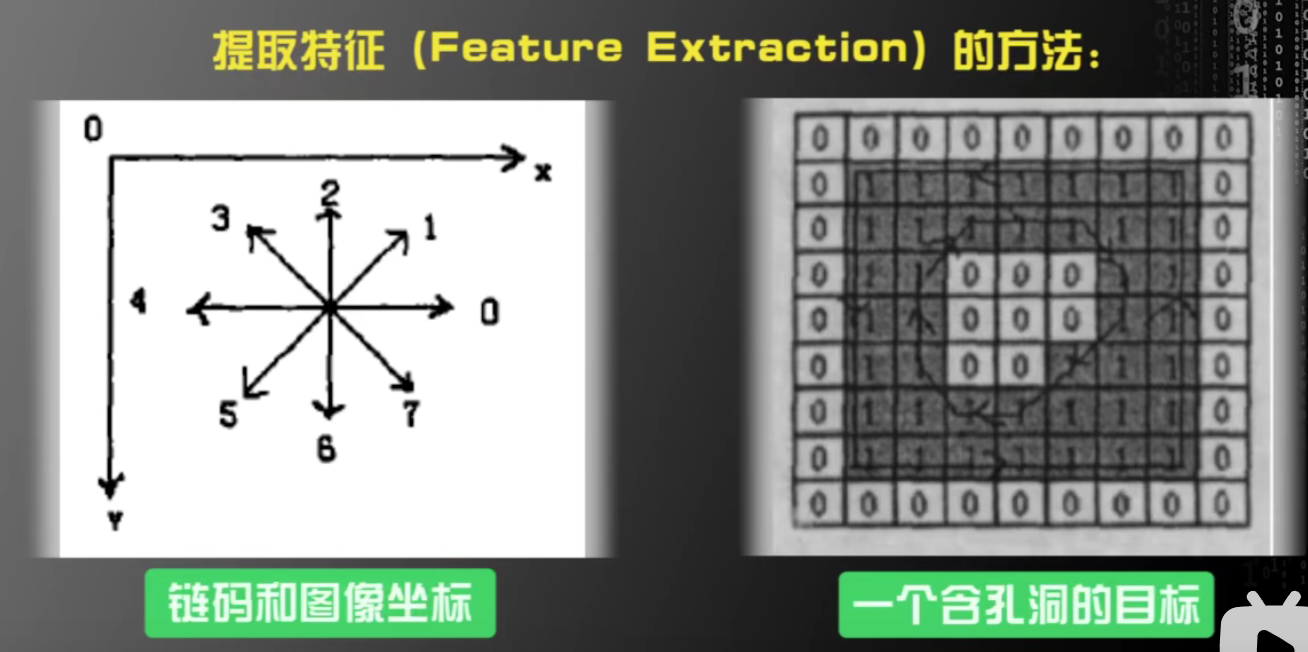 提取特征（Feature Extraction）的方法：
0
X
2
3
1
4
0
5
7
6
Y
0 0 0 0 0 0 0 0 0
0 1 1 1 1 1 1 1 0
0 1 1 1 1 1 1 1 0
0 1 1 0 0 0 1 1 0
0 1 1 0 0 0 1 1 0
0 1 1 0 0 1 1 1 0
0 1 1 1 1 1 1 1 0
0 1 1 1 1 1 1 1 0
0 0 0 0 0 0 0 0 0
链码和图像坐标
一个含孔洞的目标